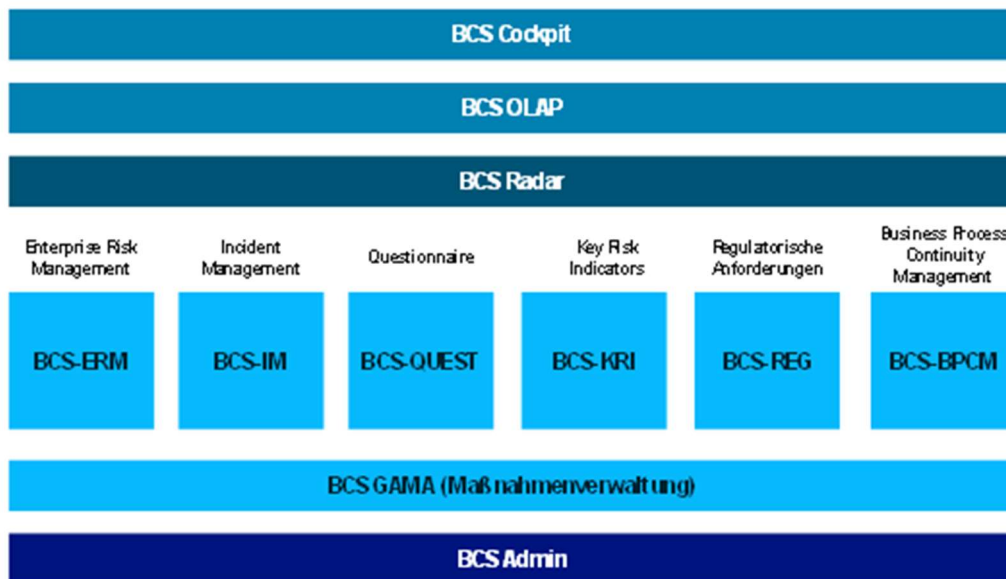 BCS Cockpit
BCS OLAP
BCS Radar
Enterprise Risk
Management
Incident
Management
Questionnaire
Key Risk
Indicators
Regulatorische
Anforderungen
Business Process
Continuity
Management
BCS-ERM
BCS-IM
BCS-QUEST
BCS-KRI
BCS-REG
BCS-BPCM
BCS GAMA (Maßnahmenverwaltung)
BCS Admin